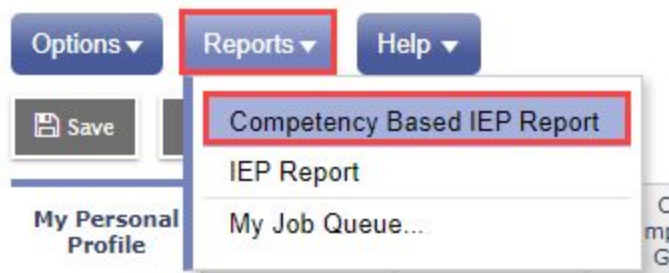 Options
Reports
Help
Save
Competency Based IEP Report
IEP Report
My Job Queue...
My Personal
Profile